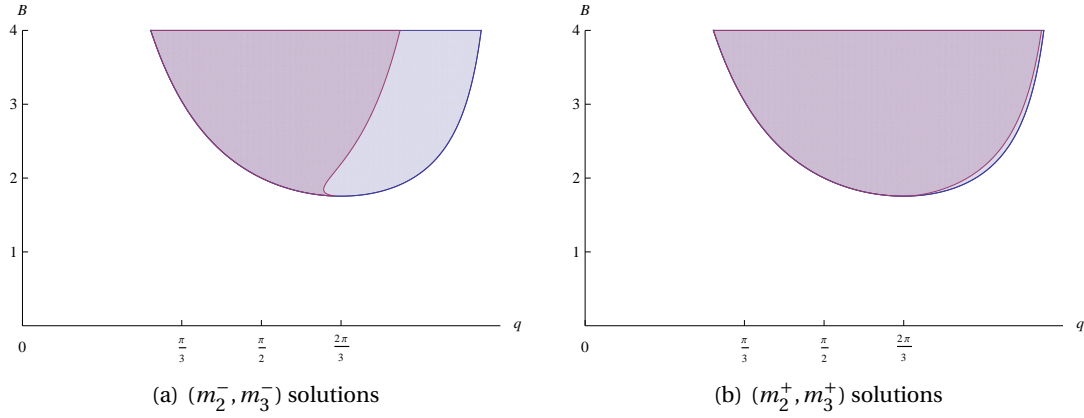 B
4
3
2
1
0
π/3
π/2
2π/3
q
(a) (m₂⁻, m₃⁻) solutions
B
4
3
2
1
0
π/3
π/2
2π/3
q
(b) (m₂⁺, m₃⁺) solutions